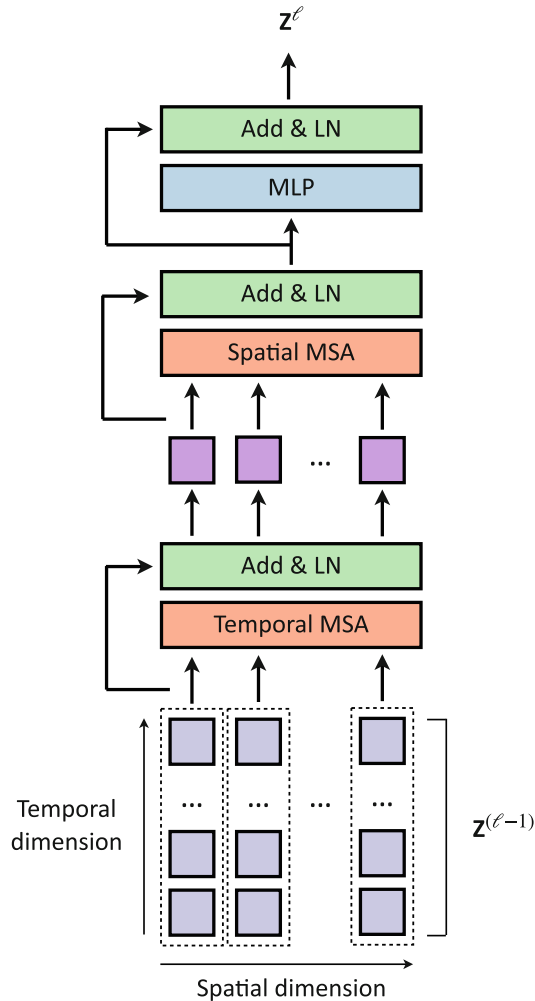 Z^ℓ
Add & LN
MLP
Add & LN
Spatial MSA
...
Add & LN
Temporal MSA
Temporal
dimension
... ... ... ...
Z^(ℓ−1)
Spatial dimension